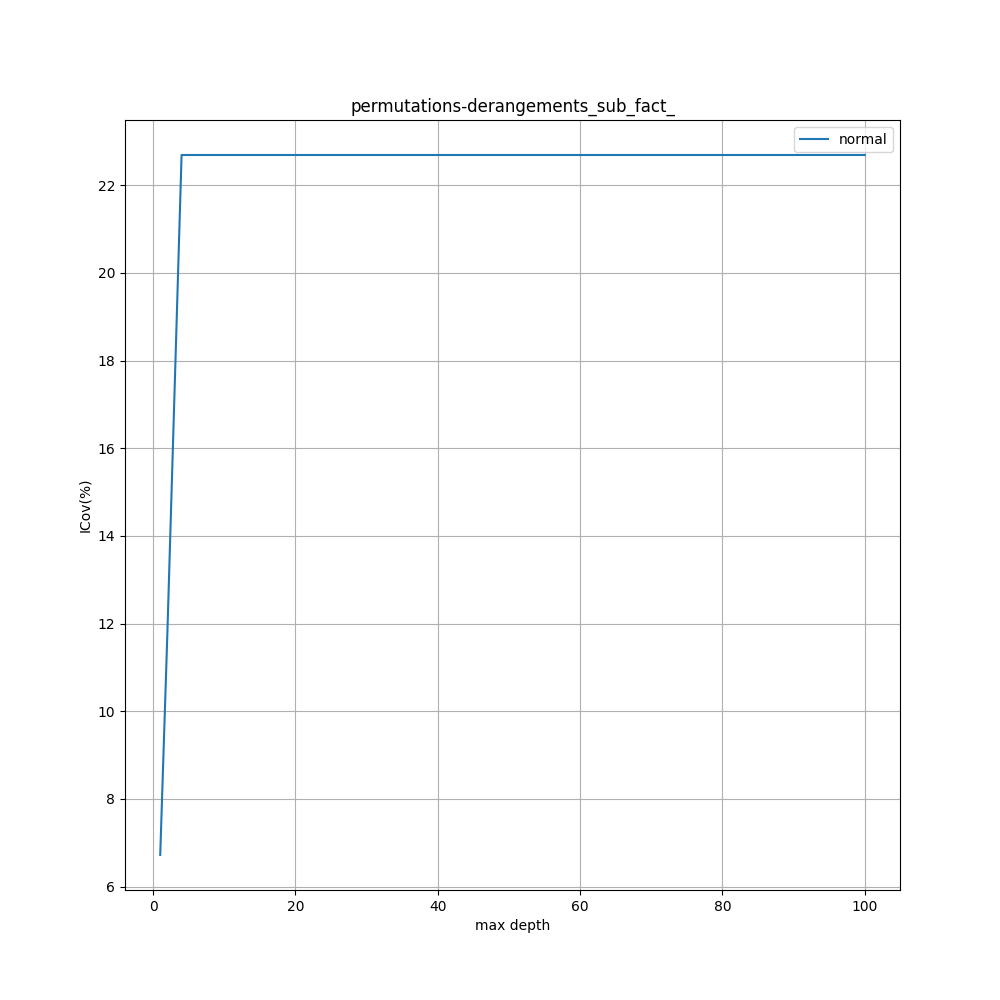 permutations-derangements_sub_fact_
normal
22
20
18
16
14
12
10
8
6
ICov(%)
0 20 40 60 80 100
max depth